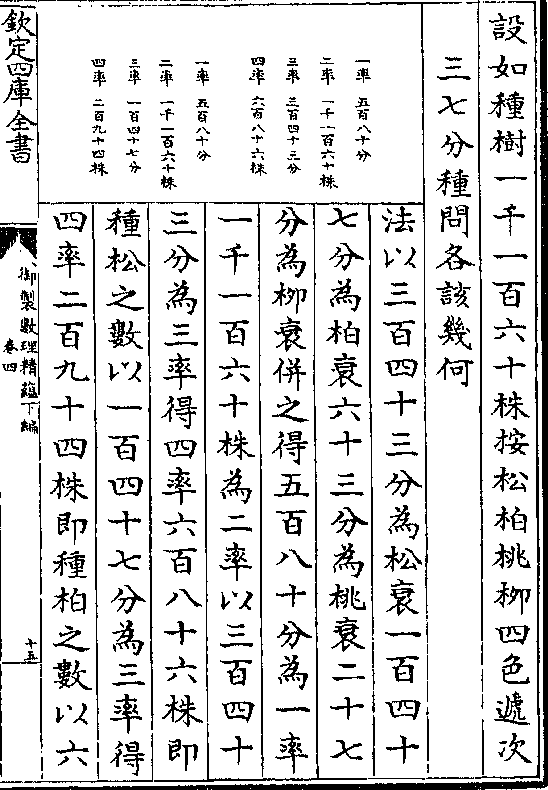 設如種樹一千一百六十株按松柏桃柳四色遞次
三七分種問各該幾何
法以三百四十三分為松衰一百四十
七分為柏衰六十三分為桃衰二十七
分為柳衰併之得五百八十分為一率
一千一百六十株為二率以三百四十
三分為三率得四率六百八十六株即
種松之數以一百四十七分為三率得
四率二百九十四株即種柏之數以六
一率 五百八十分
二率 一千一百六十株
三率 三百四十三分
四率 六百八十六株
一率 五百八十分
二率 一千一百六十株
三率 一百四十七分
四率 二百九十四株
欽定四庫全書
御製數理精藴下編
卷四
十五